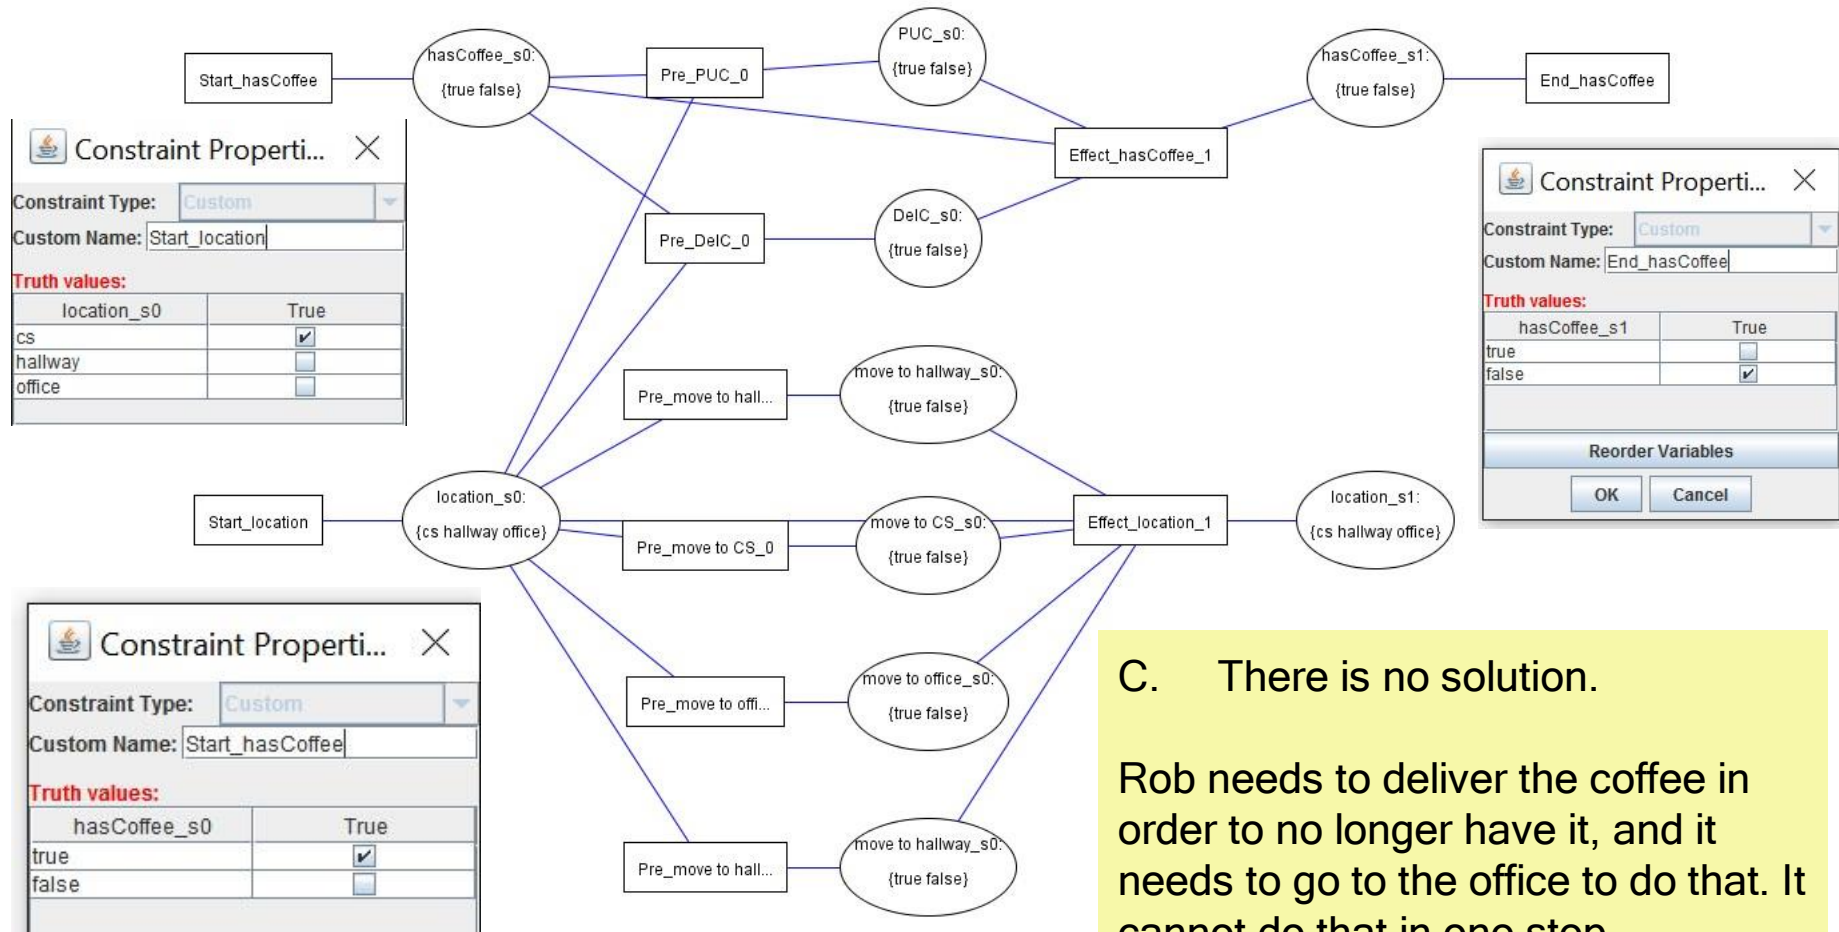 Start_hasCoffee
hasCoffee_s0:
{true false}
Pre_PUC_0
PUC_s0:
{true false}
hasCoffee_s1:
{true false}
End_hasCoffee
Effect_hasCoffee_1
Pre_DelC_0
DelC_s0:
{true false}
Constraint Properti...
Constraint Type: Custom
Custom Name: Start_location
Truth values:
location_s0 True
cs
hallway
office
Constraint Properti...
Constraint Type: Custom
Custom Name: End_hasCoffee
Truth values:
hasCoffee_s1 True
true
false
Reorder Variables
OK Cancel
Pre_move to hall...
move to hallway_s0:
{true false}
Start_location
location_s0:
{cs hallway office}
Pre_move to CS_0
move to CS_s0:
{true false}
Effect_location_1
location_s1:
{cs hallway office}
Pre_move to offi...
move to office_s0:
{true false}
Pre_move to hall...
move to hallway_s0:
{true false}
Constraint Properti...
Constraint Type: Custom
Custom Name: Start_hasCoffee
Truth values:
hasCoffee_s0 True
true
false
C. There is no solution.
Rob needs to deliver the coffee in
order to no longer have it, and it
needs to go to the office to do that. It
cannot do that in one step